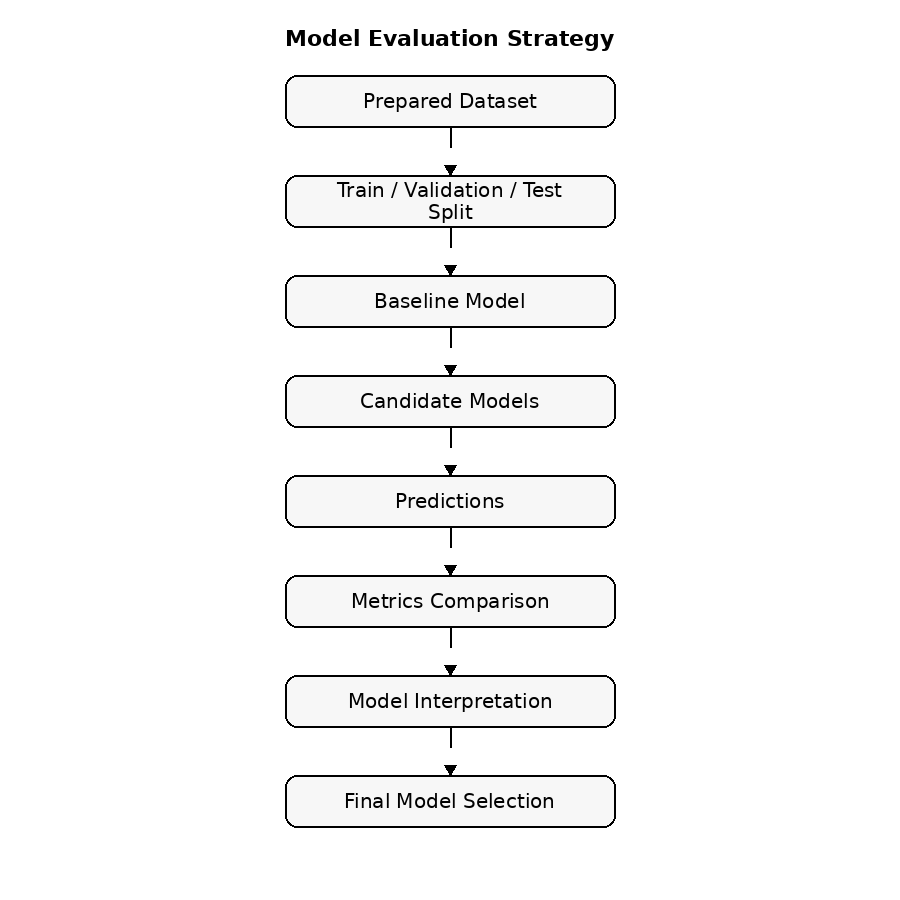 Model Evaluation Strategy
Prepared Dataset
Train / Validation / Test
Split
Baseline Model
Candidate Models
Predictions
Metrics Comparison
Model Interpretation
Final Model Selection